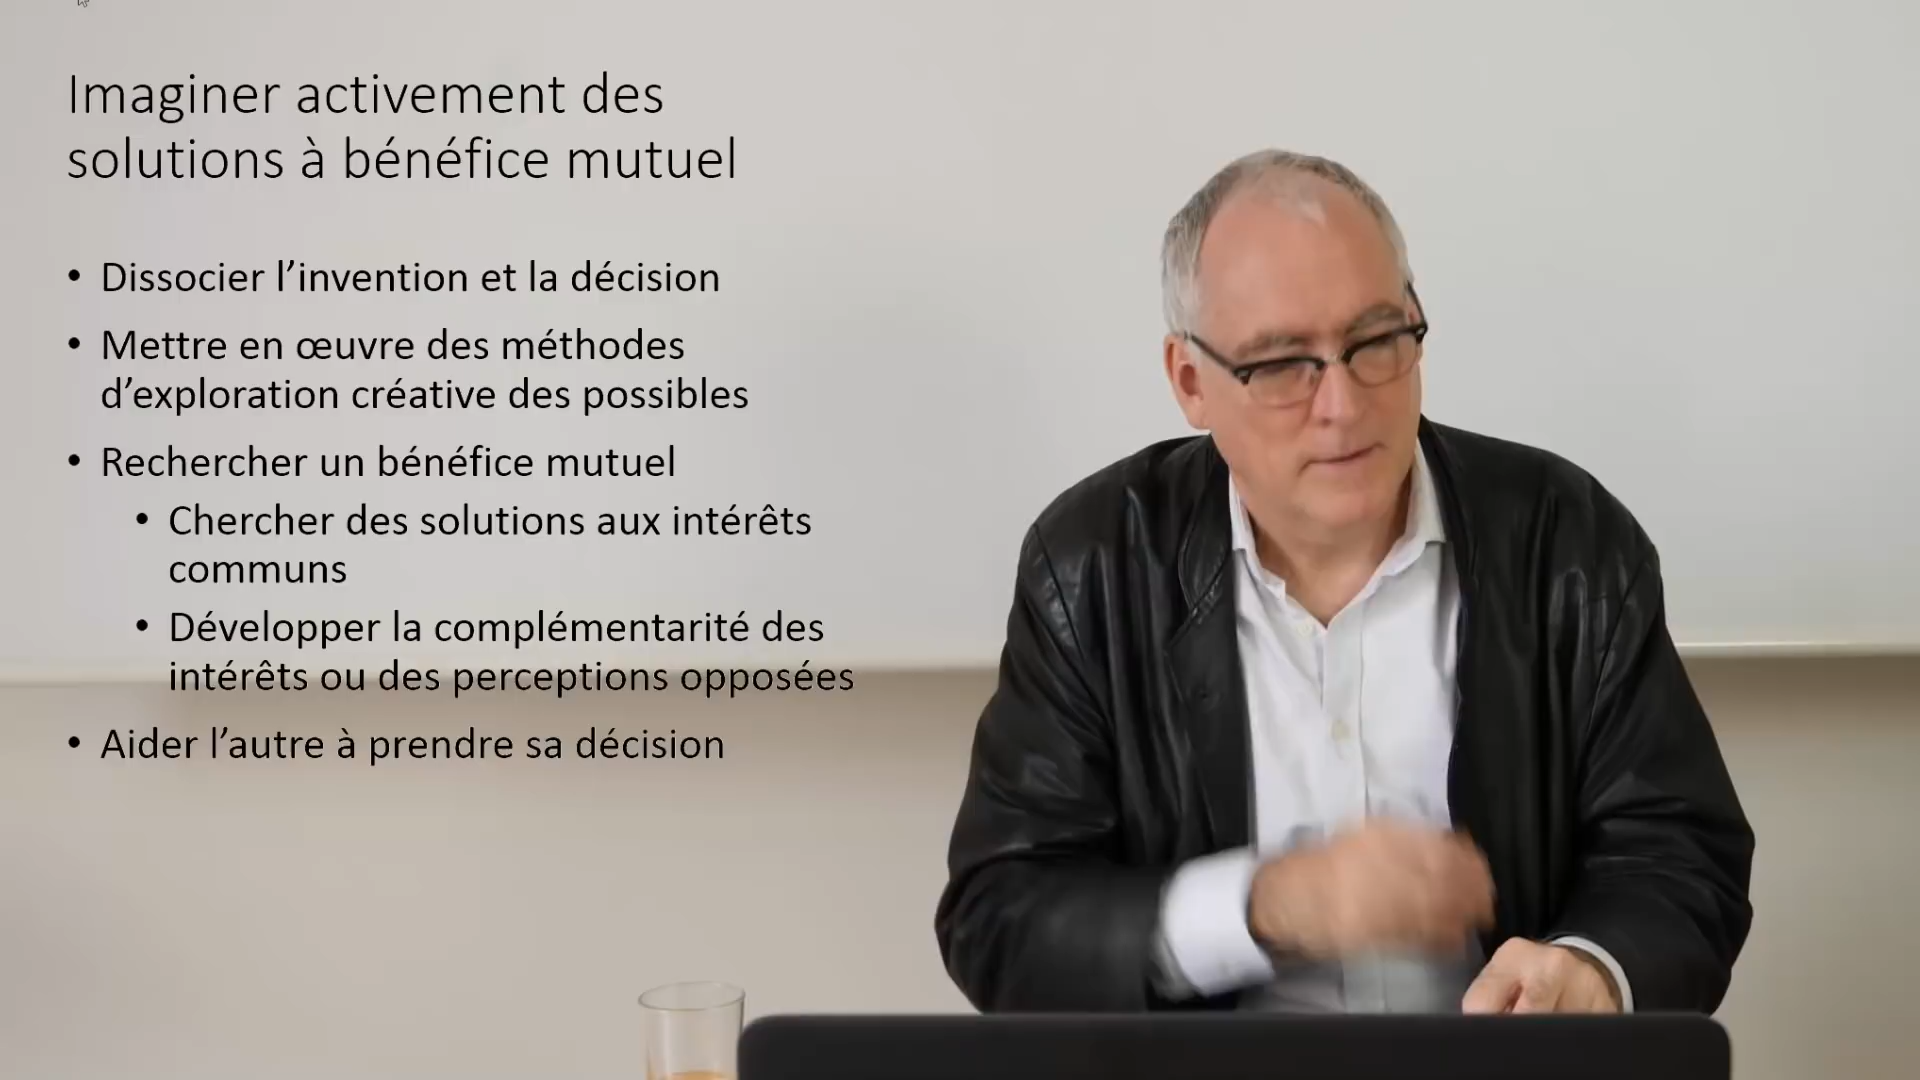 Imaginer activement des
solutions à bénéfice mutuel
• Dissocier l’invention et la décision
• Mettre en œuvre des méthodes
d’exploration créative des possibles
• Rechercher un bénéfice mutuel
• Chercher des solutions aux intérêts
communs
• Développer la complémentarité des
intérêts ou des perceptions opposées
• Aider l’autre à prendre sa décision